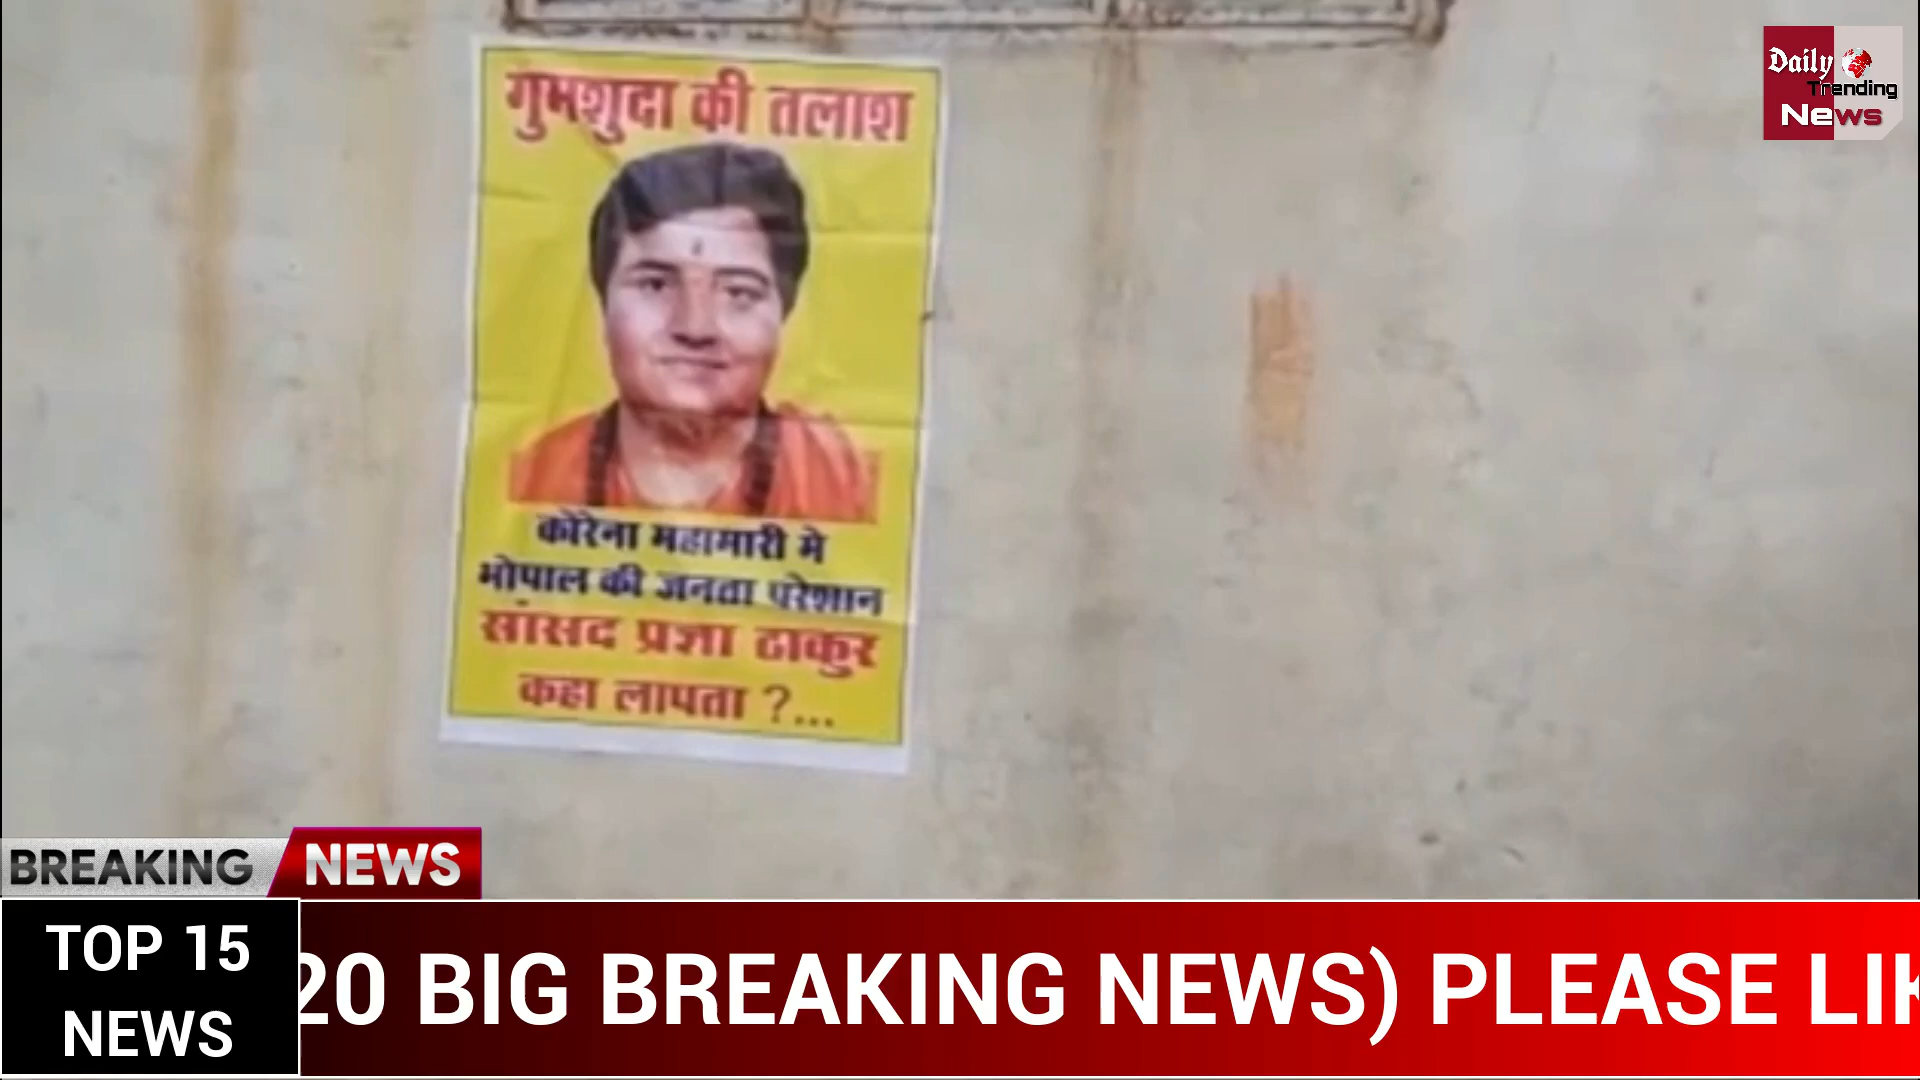 गुमशुदा की तलाश
कोरेना महामारी मे
भोपाल की जनता परेशान
सांसद प्रज्ञा ठाकुर
कहा लापता ?...
Daily
Trending
News
BREAKING NEWS
TOP 15
NEWS
20 BIG BREAKING NEWS) PLEASE LIK